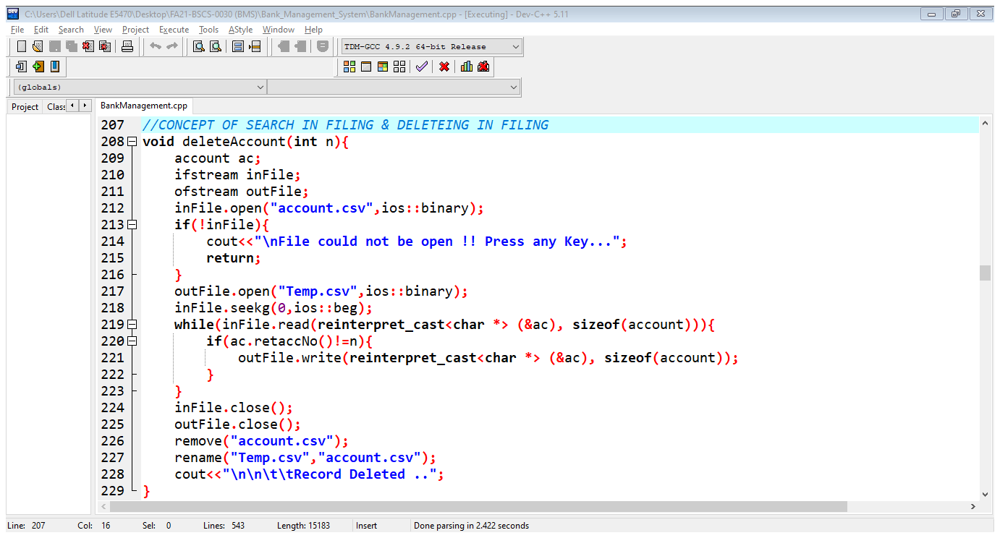 C:\Users\Dell Latitude E5470\Desktop\FA21-BSCS-0030 (BMS)\Bank_Management_System\BankManagement.cpp - [Executing] - Dev-C++ 5.11
File Edit Search View Project Execute Tools AStyle Window Help
TDM-GCC 4.9.2 64-bit Release
(globals)
Project Clas BankManagement.cpp
207 //CONCEPT OF SEARCH IN FILING & DELETEING IN FILING
208 void deleteAccount(int n){
209 account ac;
210 ifstream inFile;
211 ofstream outFile;
212 inFile.open("account.csv",ios::binary);
213 if(!inFile){
214 cout<<"\nFile could not be open !! Press any Key...";
215 return;
216 }
217 outFile.open("Temp.csv",ios::binary);
218 inFile.seekg(0,ios::beg);
219 while(inFile.read(reinterpret_cast<char *> (&ac), sizeof(account))){
220 if(ac.retaccNo()!=n){
221 outFile.write(reinterpret_cast<char *> (&ac), sizeof(account));
222 }
223 }
224 inFile.close();
225 outFile.close();
226 remove("account.csv");
227 rename("Temp.csv","account.csv");
228 cout<<"\n\n\t\tRecord Deleted ..";
229 }
Line: 207 Col: 16 Sel: 0 Lines: 543 Length: 15183 Insert Done parsing in 2.422 seconds